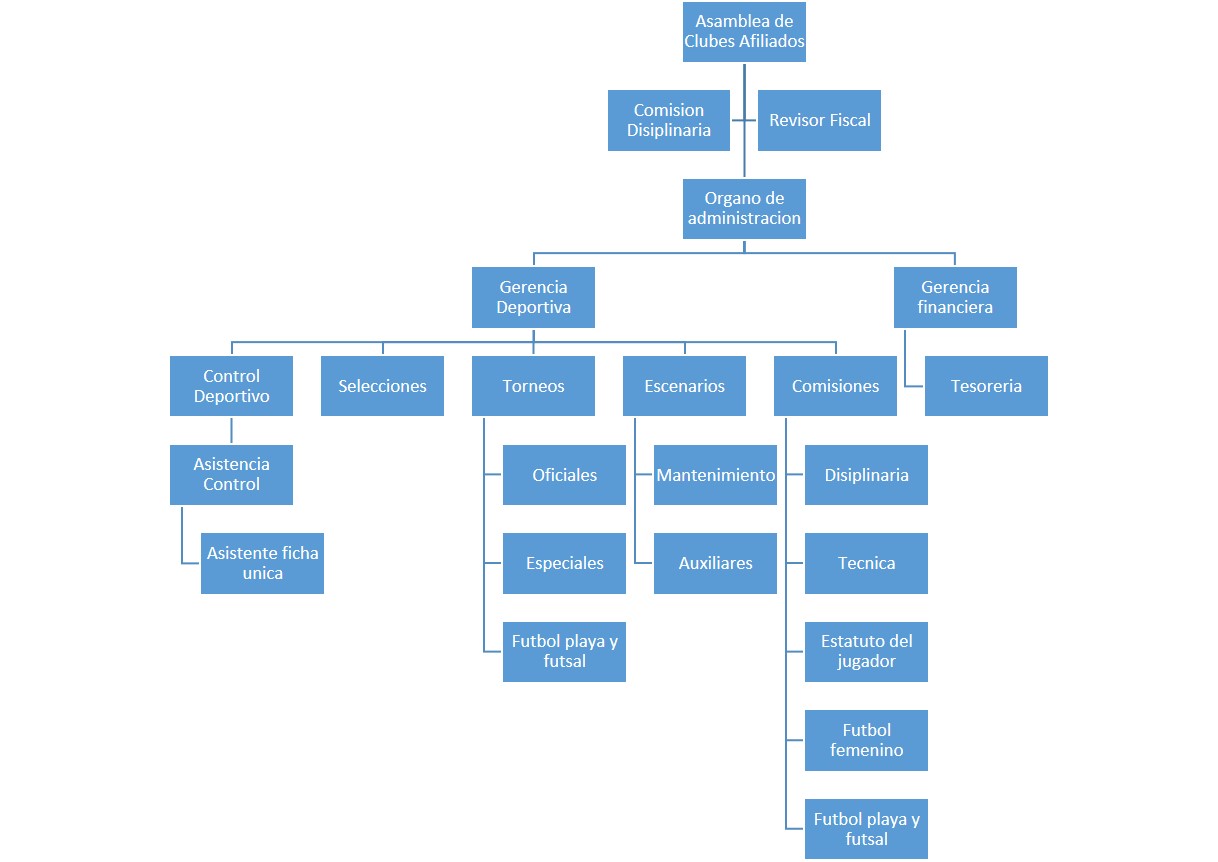 Asamblea de
Clubes Afiliados
Comision
Disiplinaria
Revisor Fiscal
Organo de
administracion
Gerencia
Deportiva
Gerencia
financiera
Control
Deportivo
Selecciones
Torneos
Escenarios
Comisiones
Tesoreria
Asistencia
Control
Oficiales
Mantenimiento
Disiplinaria
Asistente ficha
unica
Especiales
Auxiliares
Tecnica
Futbol playa y
futsal
Estatuto del
jugador
Futbol
femenino
Futbol playa y
futsal